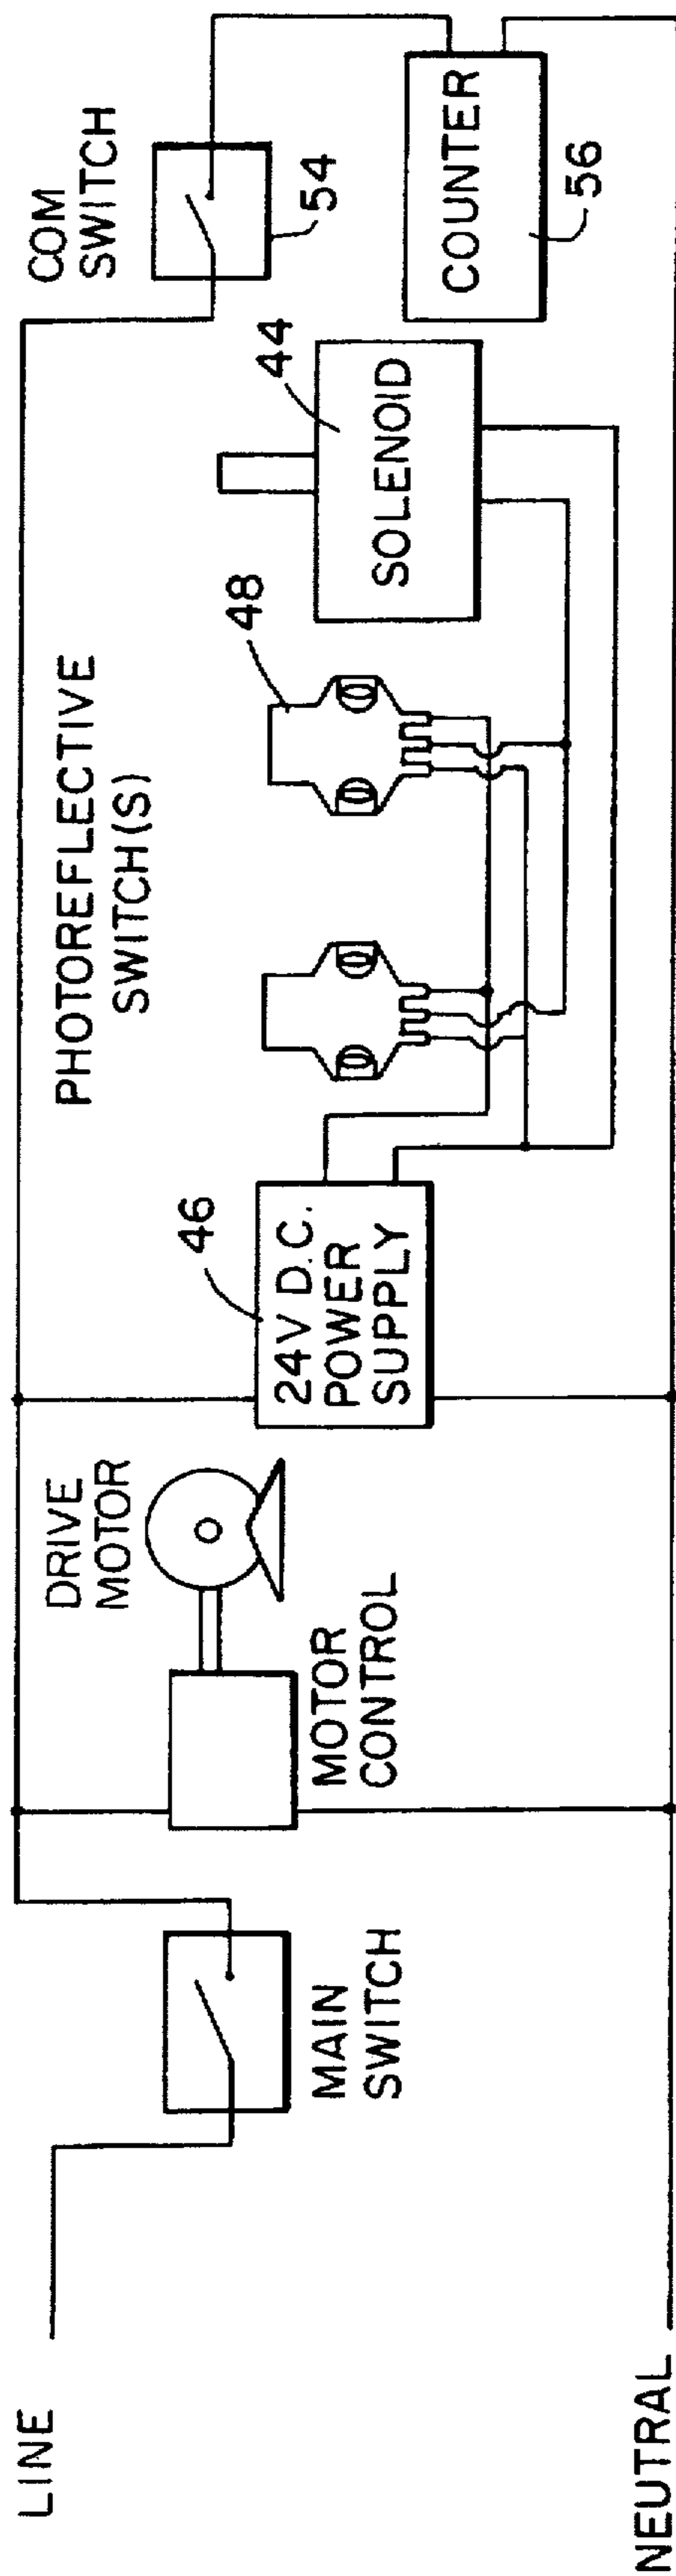 LINE
NEUTRAL
MAIN
SWITCH
MOTOR
CONTROL
DRIVE
MOTOR
46
24V D.C.
POWER
SUPPLY
PHOTOREFLECTIVE
SWITCH(S)
48
44
SOLENOID
COM
SWITCH
54
COUNTER
56